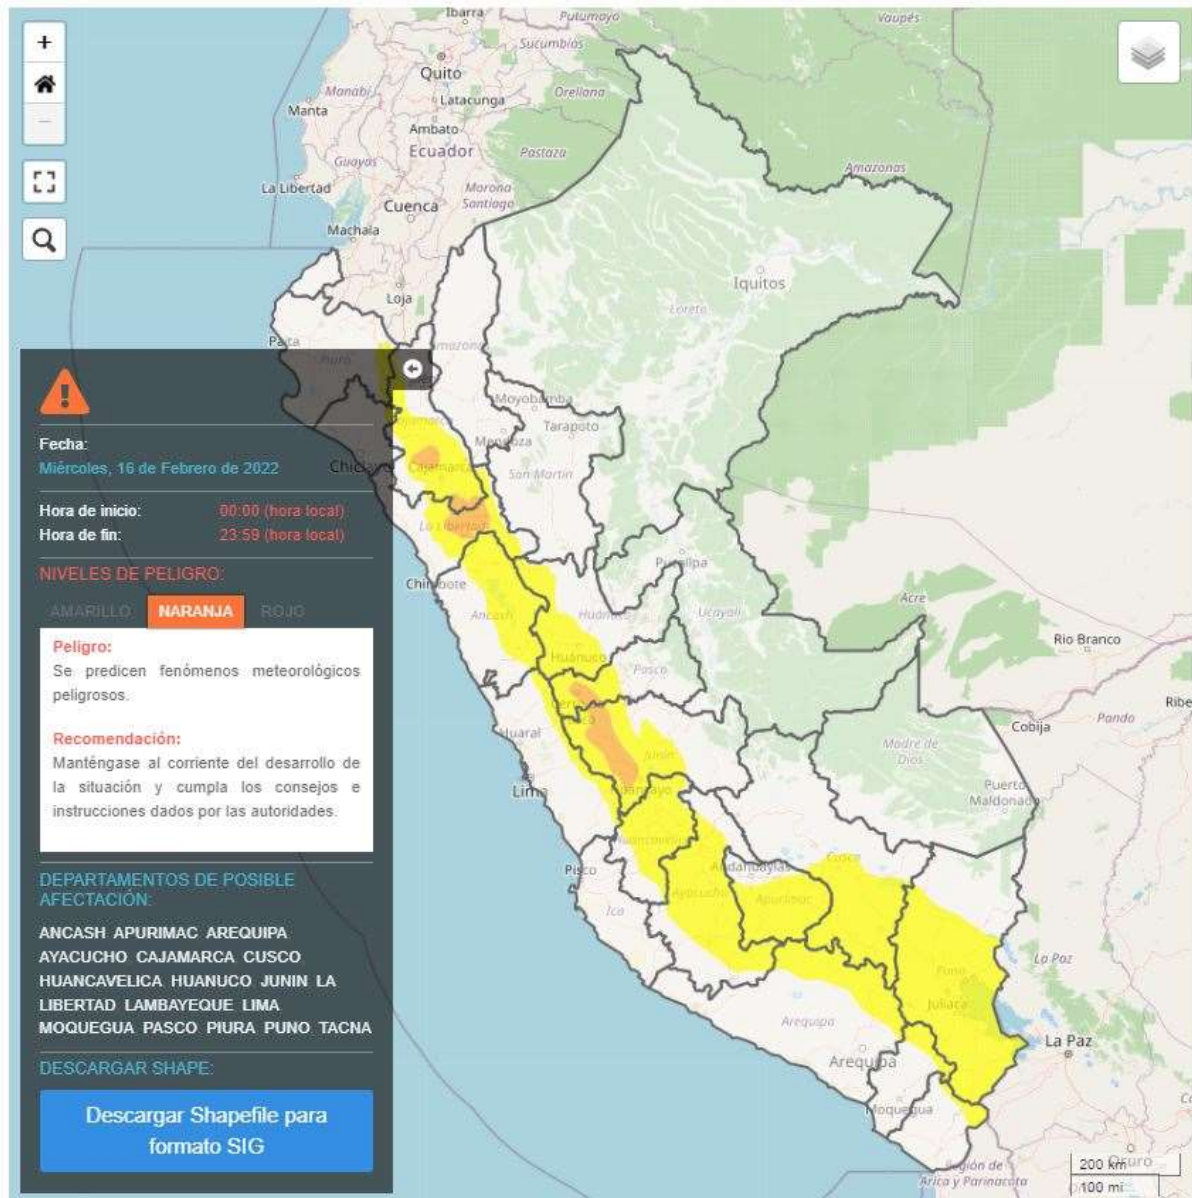 +
−
Ibarra
Putumayo
Vaupés
Sucumbíos
Quito
Orellana
Manabí
Latacunga
Manta
Ambato
Ecuador
Pastaza
Guayas
Amazonas
La Libertad
Morona
Santiago
Cuenca
Machala
Loja
Iquitos
Loreto
Paita
Piura
Moyobamba
Tarapoto
Cajamarca
Mendoza
San Martín
Chiclayo
Cajamarca
La Libertad
Chimbote
Ancash
Huánuco
Huánuco
Pucallpa
Ucayali
Acre
Rio Branco
Pasco
Pando
Cobija
Huaral
Junín
Madre de
Dios
Puerto
Maldonado
Lima
Huancayo
Huancavelica
Pisco
Andahuaylas
Cusco
Ayacucho
Apurímac
Ica
La Paz
Puno
Juliaca
La Paz
Arequipa
Arequipa
Moquegua
Oruro
Región de
Arica y Parinacota
200 km
100 mi
Fecha:
Miércoles, 16 de Febrero de 2022
Hora de inicio: 00:00 (hora local)
Hora de fin: 23:59 (hora local)
NIVELES DE PELIGRO:
AMARILLO NARANJA ROJO
Peligro:
Se predicen fenómenos meteorológicos
peligrosos.
Recomendación:
Manténgase al corriente del desarrollo de
la situación y cumpla los consejos e
instrucciones dados por las autoridades.
DEPARTAMENTOS DE POSIBLE
AFECTACIÓN:
ANCASH APURIMAC AREQUIPA
AYACUCHO CAJAMARCA CUSCO
HUANCAVELICA HUANUCO JUNIN LA
LIBERTAD LAMBAYEQUE LIMA
MOQUEGUA PASCO PIURA PUNO TACNA
DESCARGAR SHAPE:
Descargar Shapefile para
formato SIG